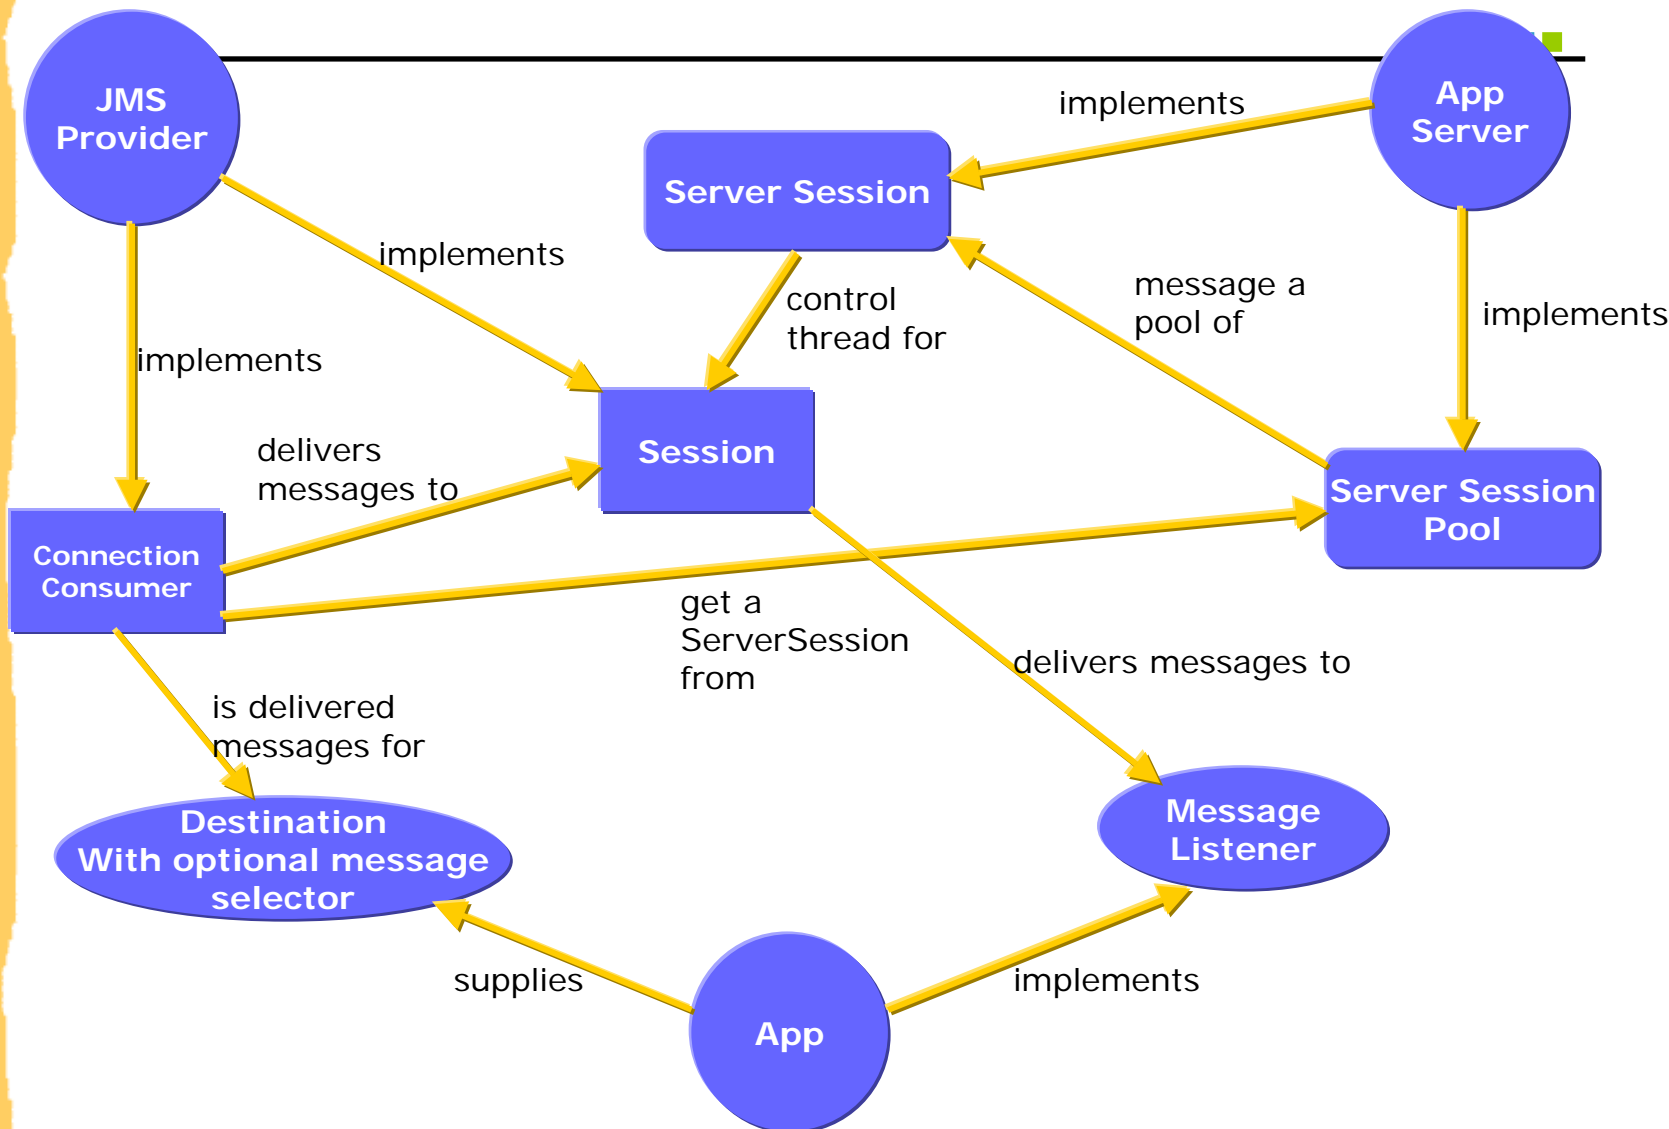 JMS
Provider
App
Server
implements
Server Session
implements
message a
pool of
control
thread for
implements
implements
delivers
messages to
Session
Server Session
Pool
Connection
Consumer
get a
ServerSession
from
delivers messages to
is delivered
messages for
Destination
With optional message
selector
Message
Listener
supplies
implements
App